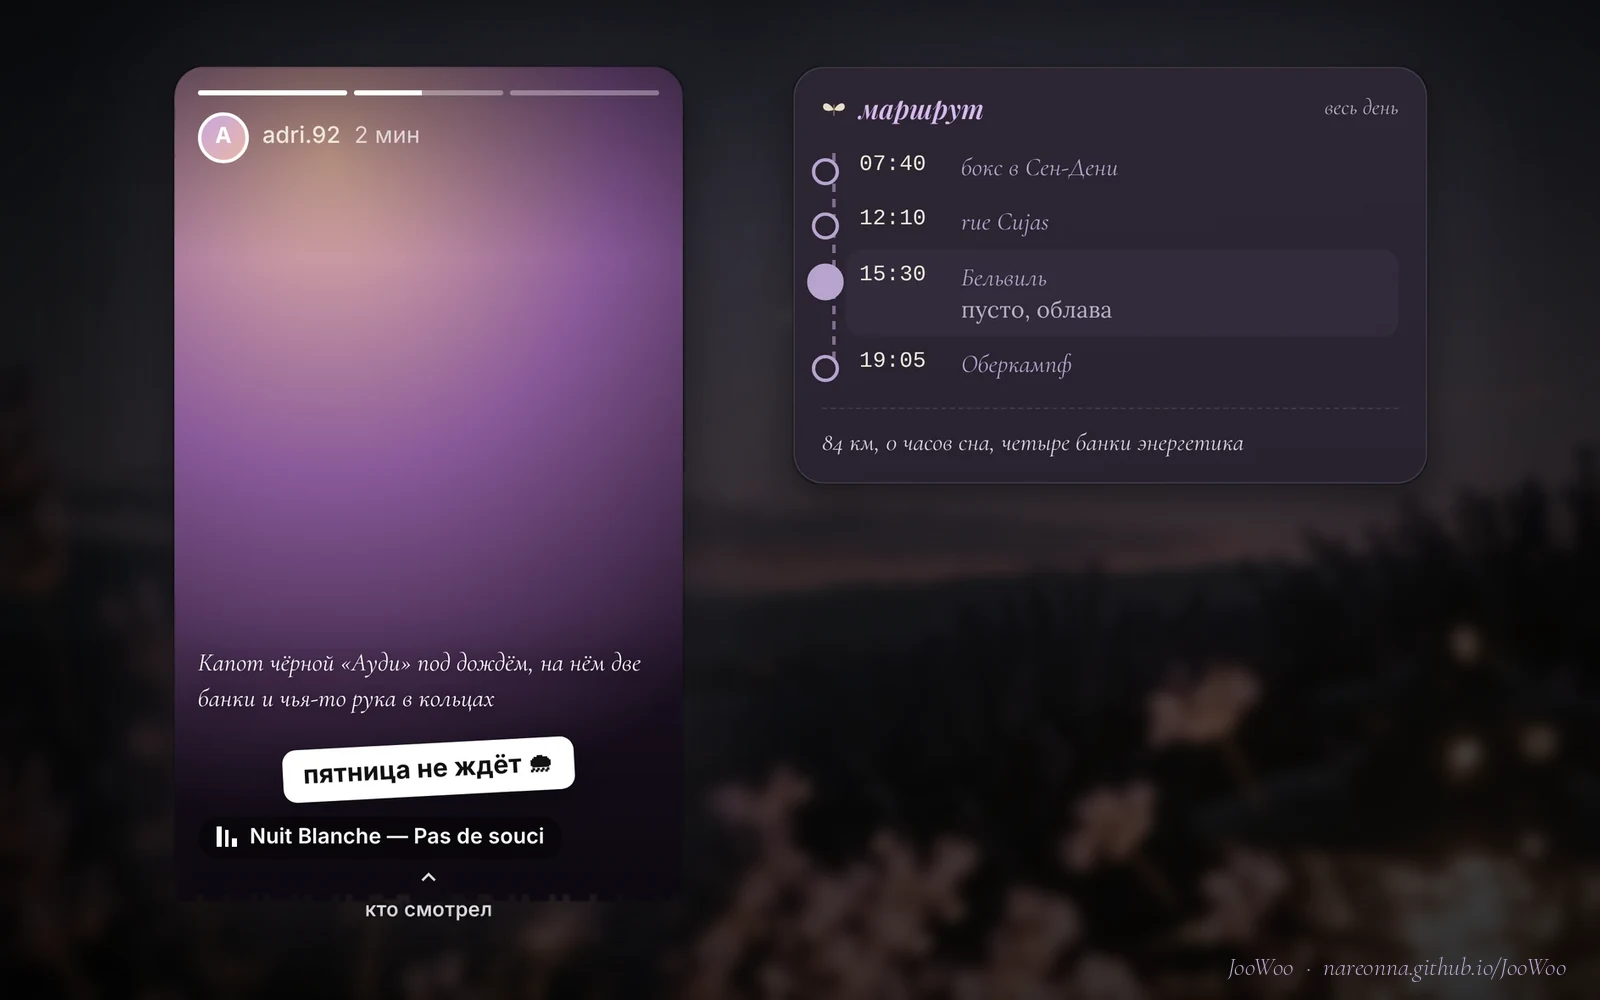 A
adri.92 2 мин
Капот чёрной «Ауди» под дождём, на нём две
банки и чья-то рука в кольцах
пятница не ждёт 🌧
Nuit Blanche — Pas de souci
кто смотрел
маршрут
весь день
07:40 бокс в Сен-Дени
12:10 rue Cujas
15:30 Бельвиль
пусто, облава
19:05 Оберкампф
84 км, 0 часов сна, четыре банки энергетика
JooWoo · nareonna.github.io/JooWoo